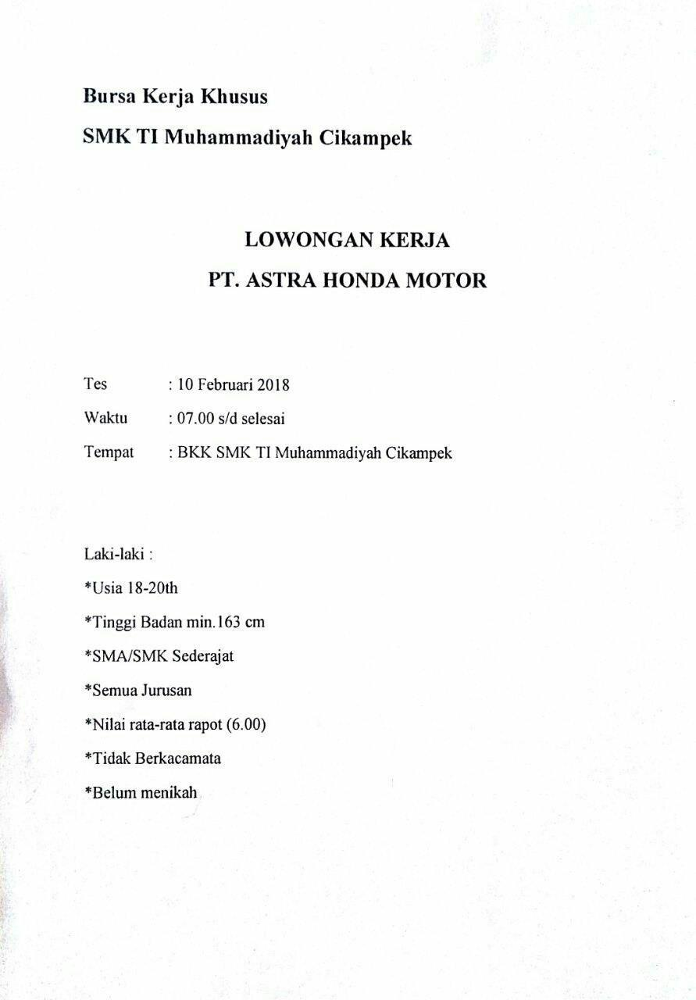 Bursa Kerja Khusus
SMK TI Muhammadiyah Cikampek
LOWONGAN KERJA
PT. ASTRA HONDA MOTOR
Tes : 10 Februari 2018
Waktu : 07.00 s/d selesai
Tempat : BKK SMK TI Muhammadiyah Cikampek
Laki-laki :
*Usia 18-20th
*Tinggi Badan min.163 cm
*SMA/SMK Sederajat
*Semua Jurusan
*Nilai rata-rata rapot (6.00)
*Tidak Berkacamata
*Belum menikah